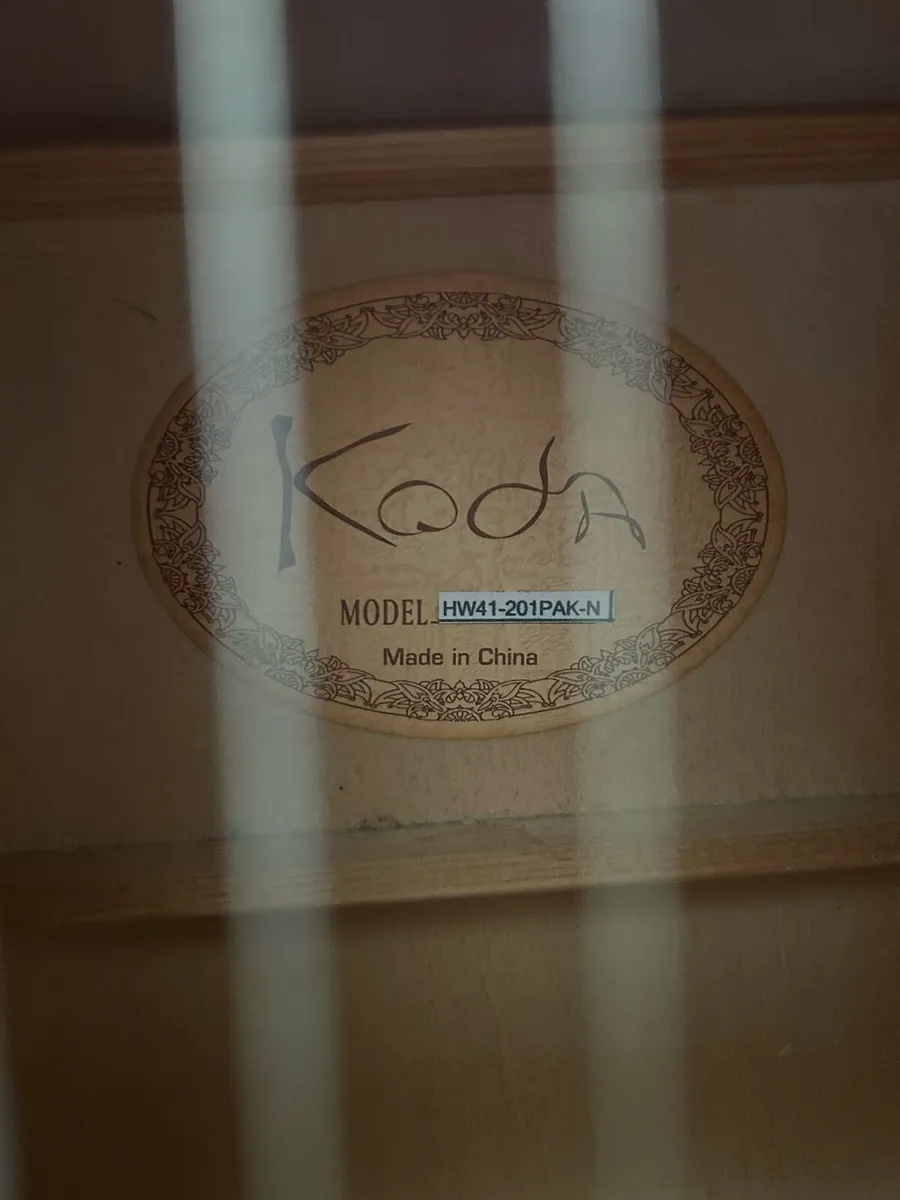 Koda
MODEL HW41-201PAK-N
Made in China